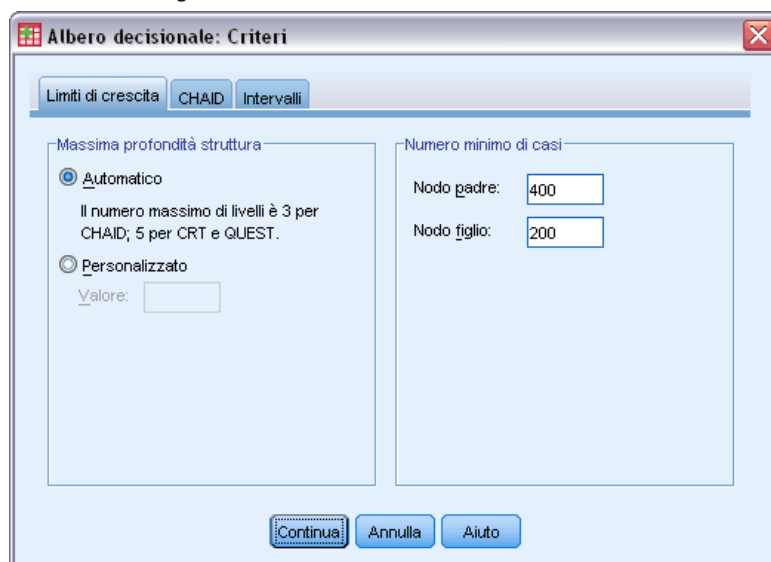 Albero decisionale: Criteri
Limiti di crescita CHAID Intervalli
Massima profondità struttura
Automatico
Il numero massimo di livelli è 3 per
CHAID; 5 per CRT e QUEST.
Personalizzato
Valore:
Numero minimo di casi
Nodo padre: 400
Nodo figlio: 200
Continua Annulla Aiuto